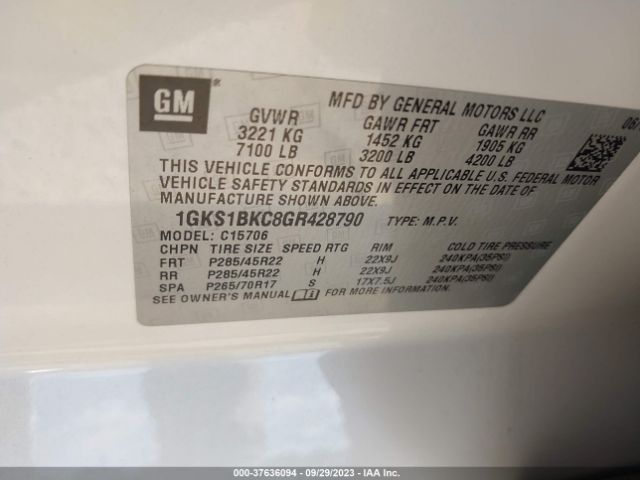 GM
MFD BY GENERAL MOTORS LLC
GVWR GAWR FRT GAWR RR
3221 KG 1452 KG 1905 KG
7100 LB 3200 LB 4200 LB
THIS VEHICLE CONFORMS TO ALL APPLICABLE U.S. FEDERAL MOTOR
VEHICLE SAFETY STANDARDS IN EFFECT ON THE DATE OF
MANUFACTURE SHOWN ABOVE.
1GKS1BKC8GR428790 TYPE: M.P.V.
MODEL: C15706
CHPN TIRE SIZE SPEED RTG RIM COLD TIRE PRESSURE
FRT P285/45R22 H 22X9J 240KPA(35PSI)
RR P285/45R22 H 22X9J 240KPA(35PSI)
SPA P265/70R17 S 17X7.5J 240KPA(35PSI)
SEE OWNER'S MANUAL FOR MORE INFORMATION.
000-37636094 - 09/29/2023 - IAA Inc.